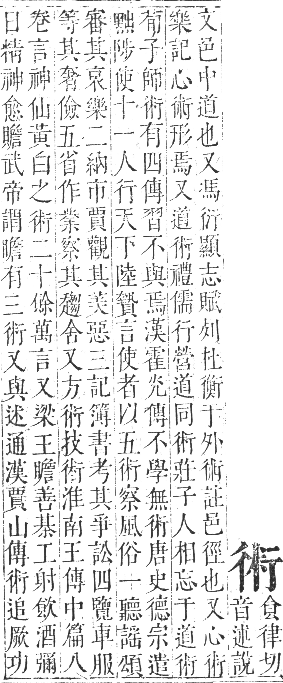 術食律切
音述說
文邑中道也又馮衍顯志賦列杜衡于外術註邑徑也又心術
樂記心術形焉又道術禮儒行營道同術莊子人相忘于道術
荀子師術有四傳習不與焉漢霍光傳不學無術唐史德宗遣
黜陟使十一人行天下陸贄言使者以五術察風俗一聽謠頌
審其哀樂二納市賈觀其美惡三記簿書考其爭訟四覽車服
等其奢儉五省作業察其趨舍又方術技術淮南王傳中篇八
卷言神仙黃白之術二十餘萬言又梁王瞻善棊工射飲酒彌
日精神愈贍武帝謂瞻有三術又與述通漢賈山傳術追厥功